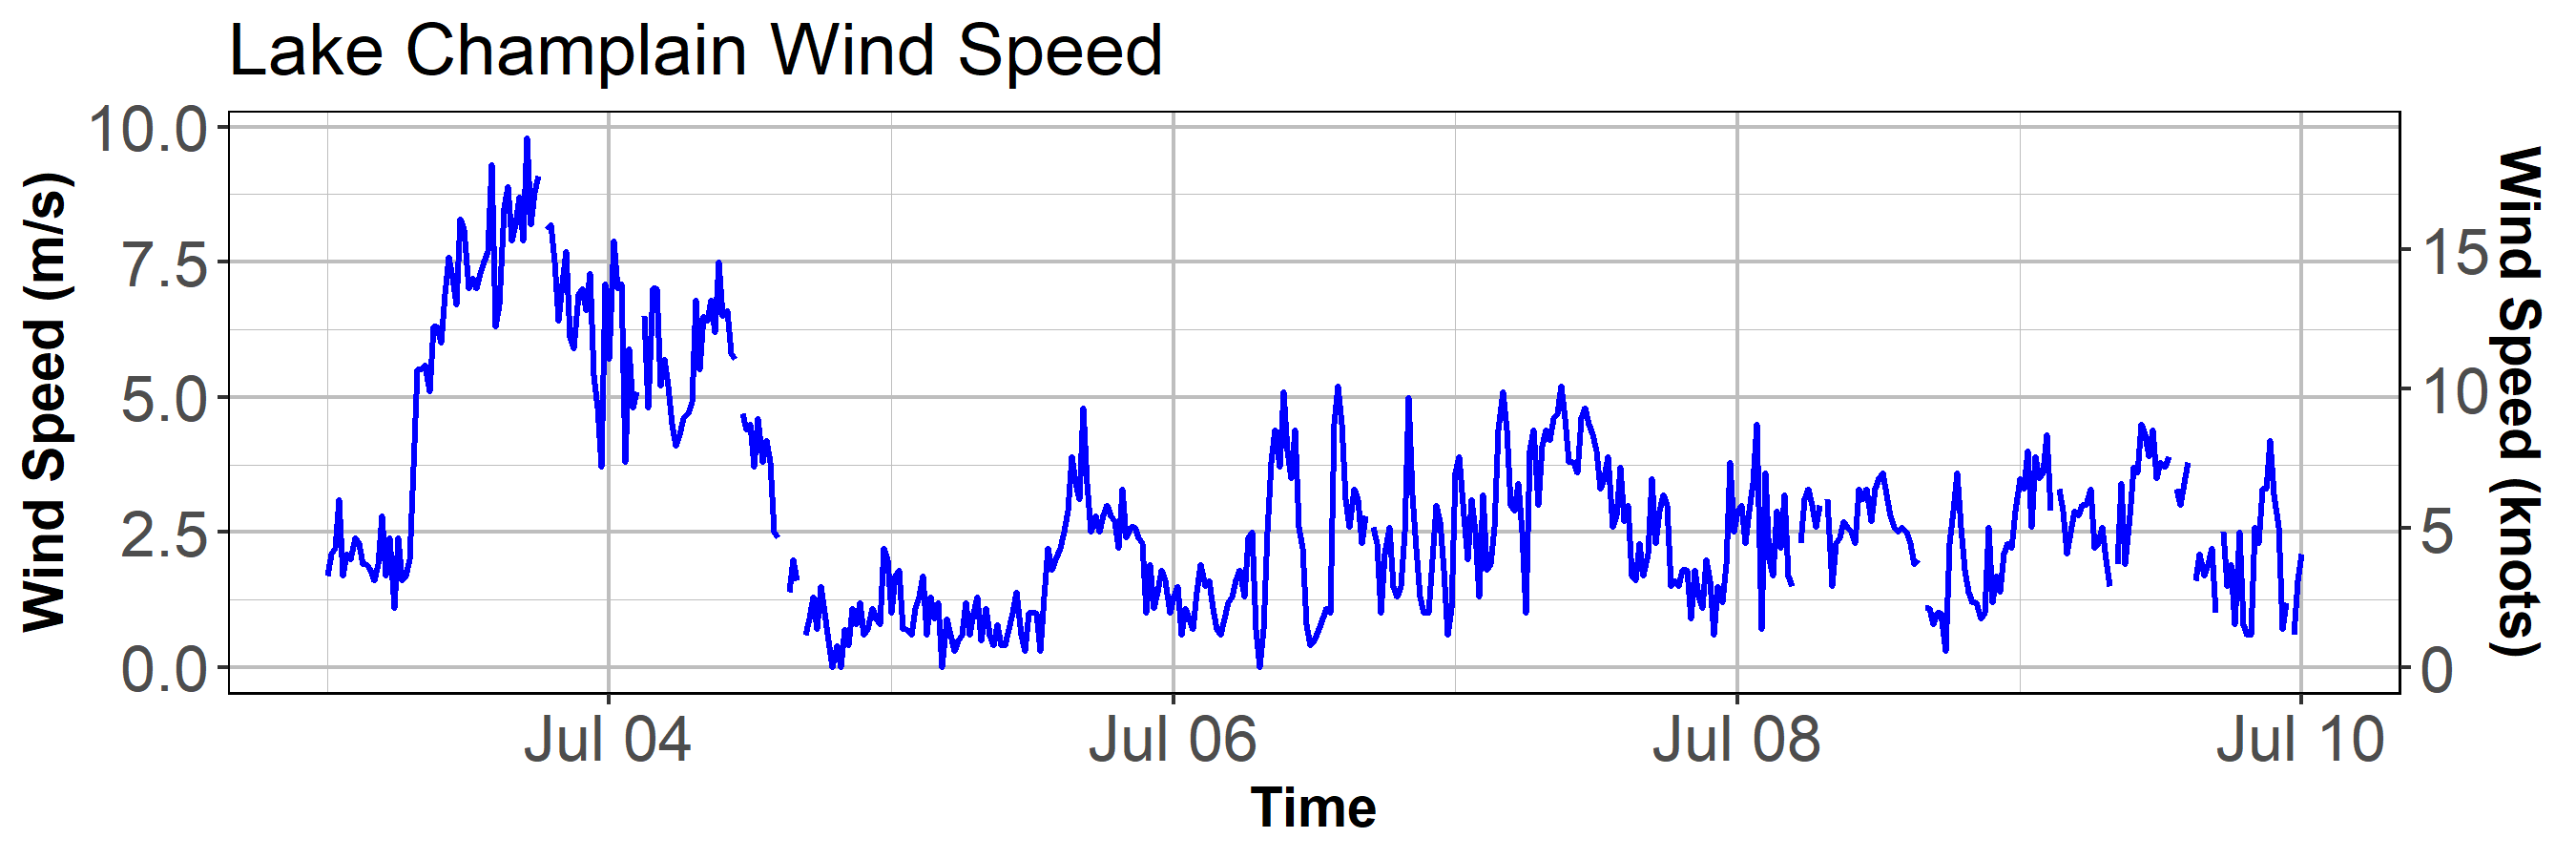 Lake Champlain Wind Speed
Wind Speed (m/s)
10.0
7.5
5.0
2.5
0.0
Wind Speed (knots)
15
10
5
0
Jul 04
Jul 06
Jul 08
Jul 10
Time